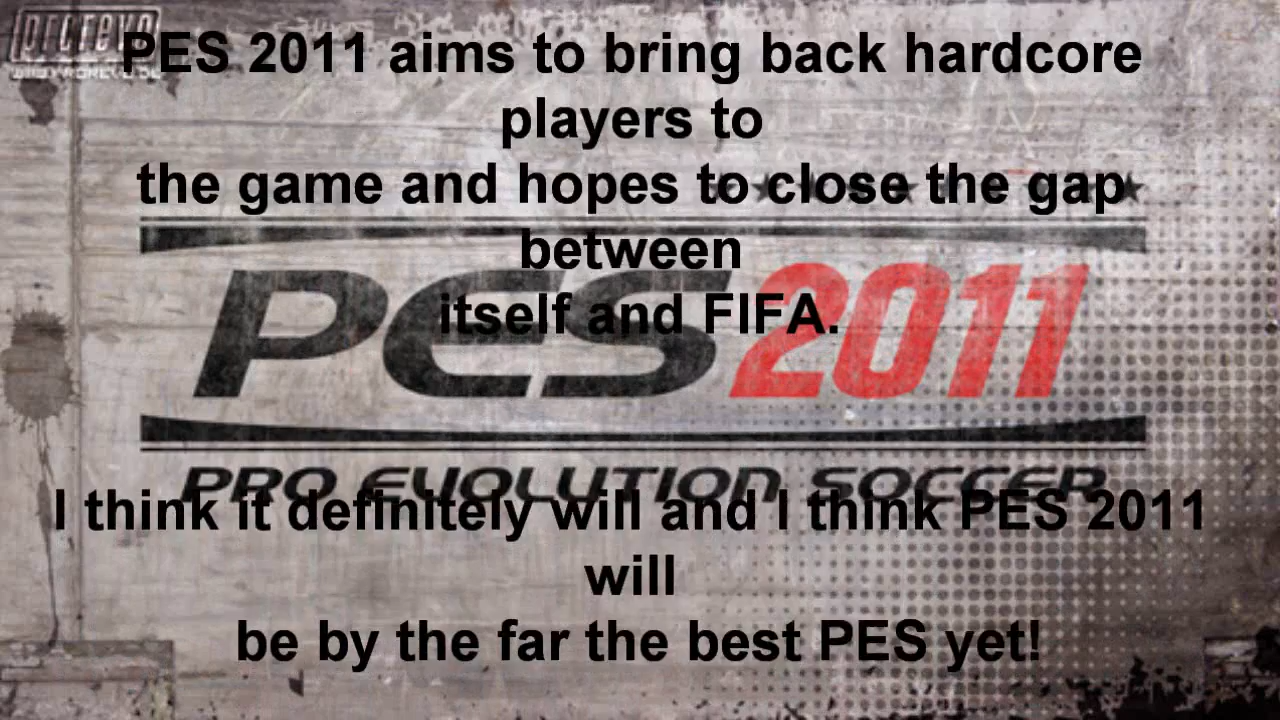 PES 2011 aims to bring back hardcore
players to
the game and hopes to close the gap
between
itself and FIFA.
PES2011
PRO EVOLUTION SOCCER
I think it definitely will and I think PES 2011
will
be by the far the best PES yet!